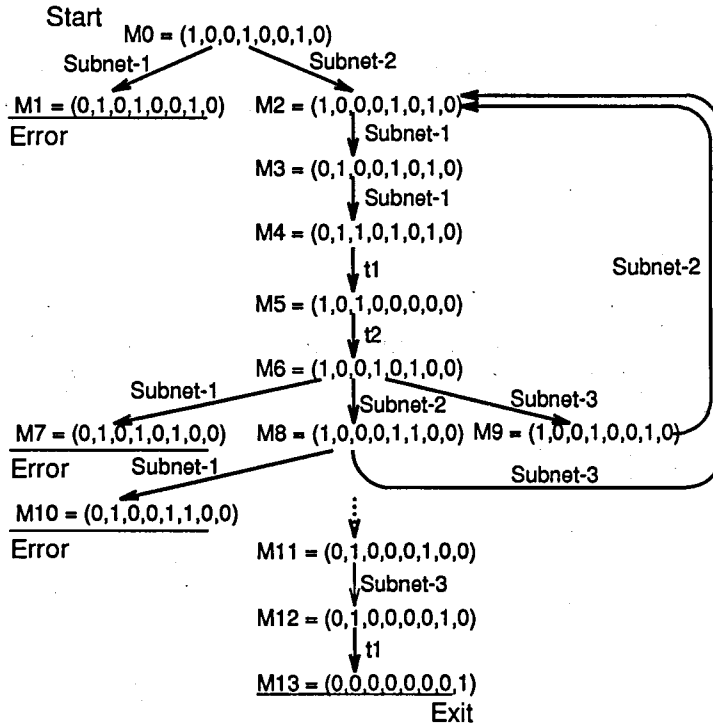 Start
M0 = (1,0,0,1,0,0,1,0)
Subnet-1
Subnet-2
M1 = (0,1,0,1,0,0,1,0)
M2 = (1,0,0,0,1,0,1,0)
Error
Subnet-1
M3 = (0,1,0,0,1,0,1,0)
Subnet-1
M4 = (0,1,1,0,1,0,1,0)
Subnet-2
t1
M5 = (1,0,1,0,0,0,0,0)
t2
M6 = (1,0,0,1,0,1,0,0)
Subnet-1
Subnet-2
Subnet-3
M7 = (0,1,0,1,0,1,0,0)
M8 = (1,0,0,0,1,1,0,0)
M9 = (1,0,0,1,0,0,1,0)
Error
Subnet-1
Subnet-3
M10 = (0,1,0,0,1,1,0,0)
Error
M11 = (0,1,0,0,0,1,0,0)
Subnet-3
M12 = (0,1,0,0,0,0,1,0)
t1
M13 = (0,0,0,0,0,0,0,1)
Exit